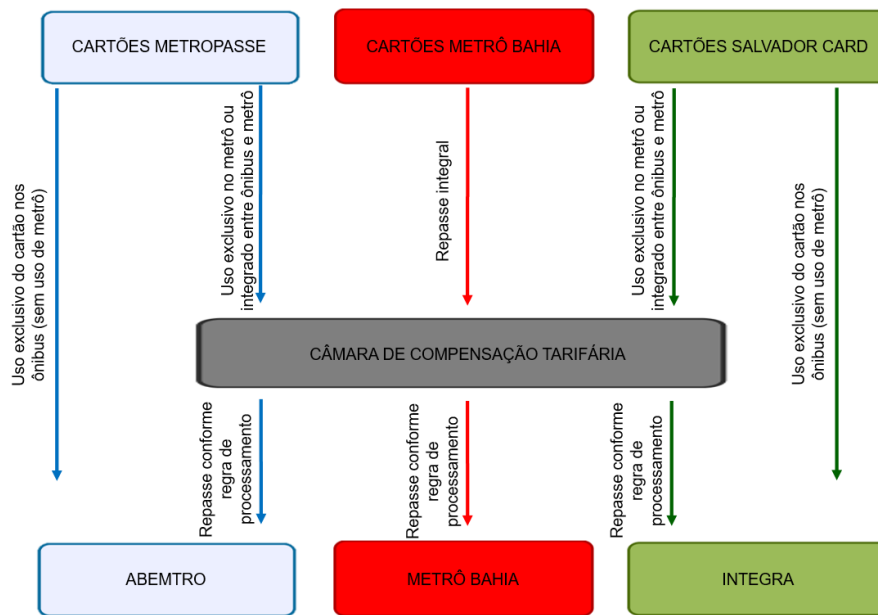 CARTÕES METROPASSE
CARTÕES METRÔ BAHIA
CARTÕES SALVADOR CARD
Uso exclusivo do cartão nos
ônibus (sem uso de metrô)
Uso exclusivo no metrô ou
integrado entre ônibus e metrô
Repasse integral
Uso exclusivo no metrô ou
integrado entre ônibus e metrô
Uso exclusivo do cartão nos
ônibus (sem uso de metrô)
CÂMARA DE COMPENSAÇÃO TARIFÁRIA
Repasse conforme
regra de
processamento
Repasse conforme
regra de
processamento
Repasse conforme
regra de
processamento
ABEMTRO
METRÔ BAHIA
INTEGRA